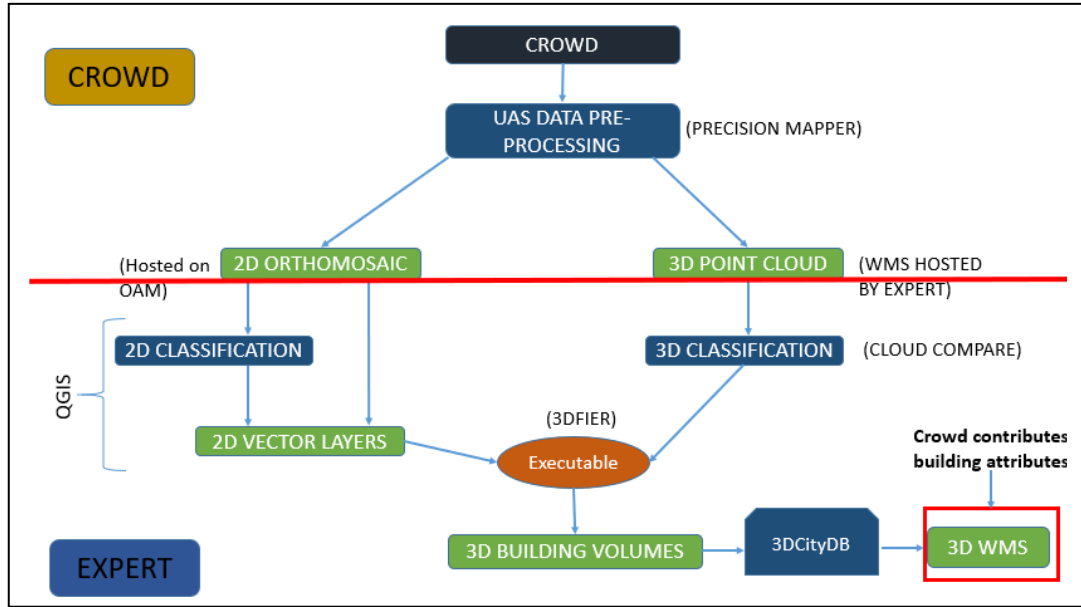 CROWD
CROWD
UAS DATA PRE-
PROCESSING
(PRECISION MAPPER)
(Hosted on
OAM)
2D ORTHOMOSAIC
3D POINT CLOUD
(WMS HOSTED
BY EXPERT)
QGIS
2D CLASSIFICATION
3D CLASSIFICATION
(CLOUD COMPARE)
2D VECTOR LAYERS
(3DFIER)
Executable
Crowd contributes
building attributes
EXPERT
3D BUILDING VOLUMES
3DCityDB
3D WMS